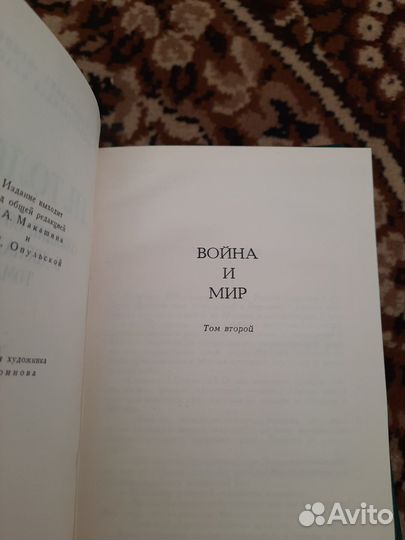 Издание выходит
общей редакцией
А. Макашина
и
Опульской
художника
ВОЙНА
И
МИР
Том второй
Avito